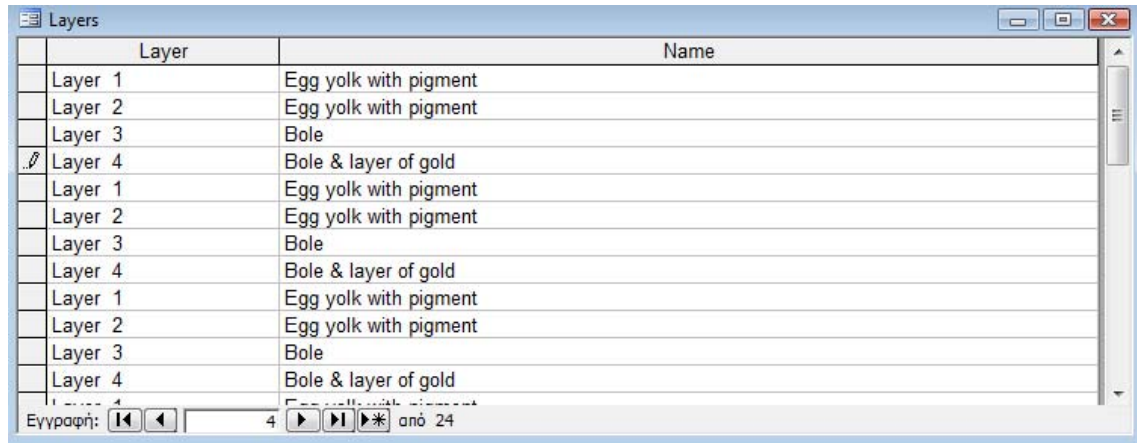 Layers
Layer Name
Layer 1 Egg yolk with pigment
Layer 2 Egg yolk with pigment
Layer 3 Bole
Layer 4 Bole & layer of gold
Layer 1 Egg yolk with pigment
Layer 2 Egg yolk with pigment
Layer 3 Bole
Layer 4 Bole & layer of gold
Layer 1 Egg yolk with pigment
Layer 2 Egg yolk with pigment
Layer 3 Bole
Layer 4 Bole & layer of gold
Εγγραφή: 4 από 24